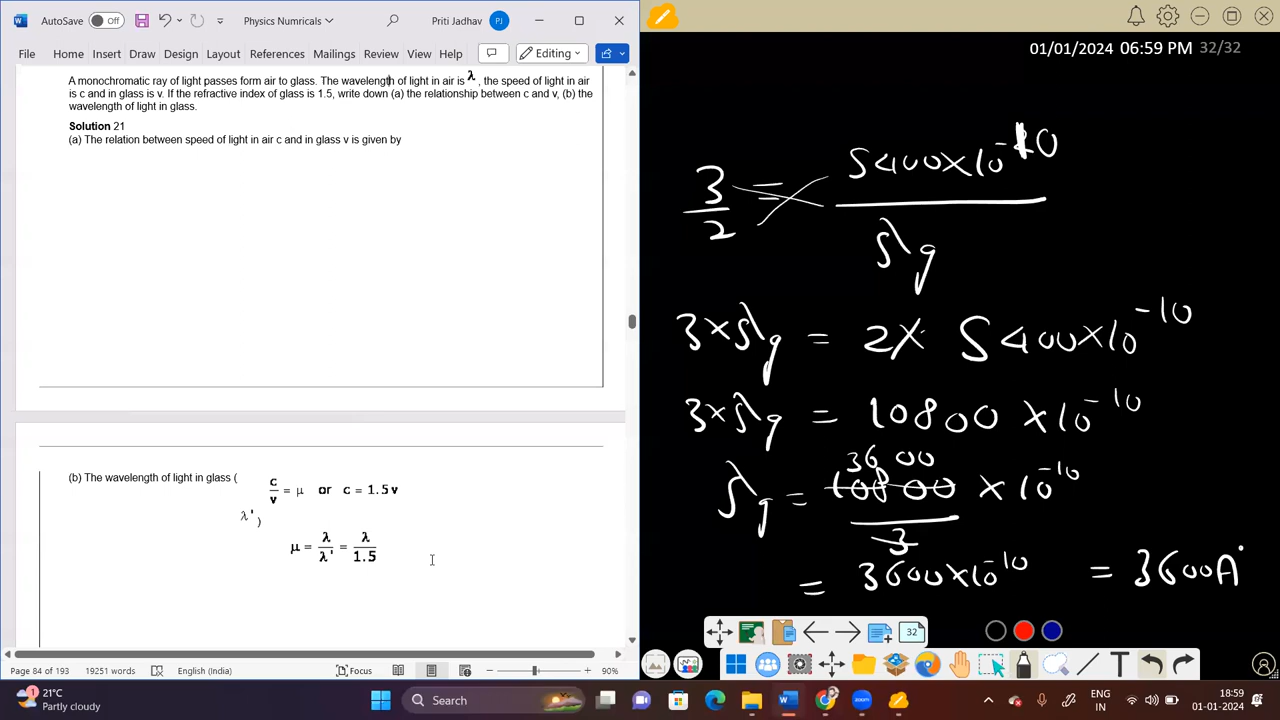 AutoSave Off Physics Numricals Priti Jadhav PJ
File Home Insert Draw Design Layout References Mailings Review View Help Editing
A monochromatic ray of light passes form air to glass. The wavelength of light in air is λ , the speed of light in air
is c and in glass is v. If the refractive index of glass is 1.5, write down (a) the relationship between c and v, (b) the
wavelength of light in glass.
Solution 21
(a) The relation between speed of light in air c and in glass v is given by
(b) The wavelength of light in glass (
c/v = μ or c = 1.5v
λ' )
μ = λ/λ' = λ/1.5
Page 41 of 193 19251 words Focus 90%
01/01/2024 06:59 PM 32/32
3/2 = 5400×10^-10 / λg
3×λg = 2× 5400×10^-10
3×λg = 10800 ×10^-10
3600
λg = 10800/3 × 10^-10
= 3600×10^-10 = 3600A°
32
1
21°C
Partly cloudy
Search
ENG
IN
18:59
01-01-2024